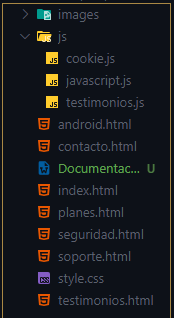 images
js
cookie.js
javascript.js
testimonios.js
android.html
contacto.html
Documentac... U
index.html
planes.html
seguridad.html
soporte.html
style.css
testimonios.html